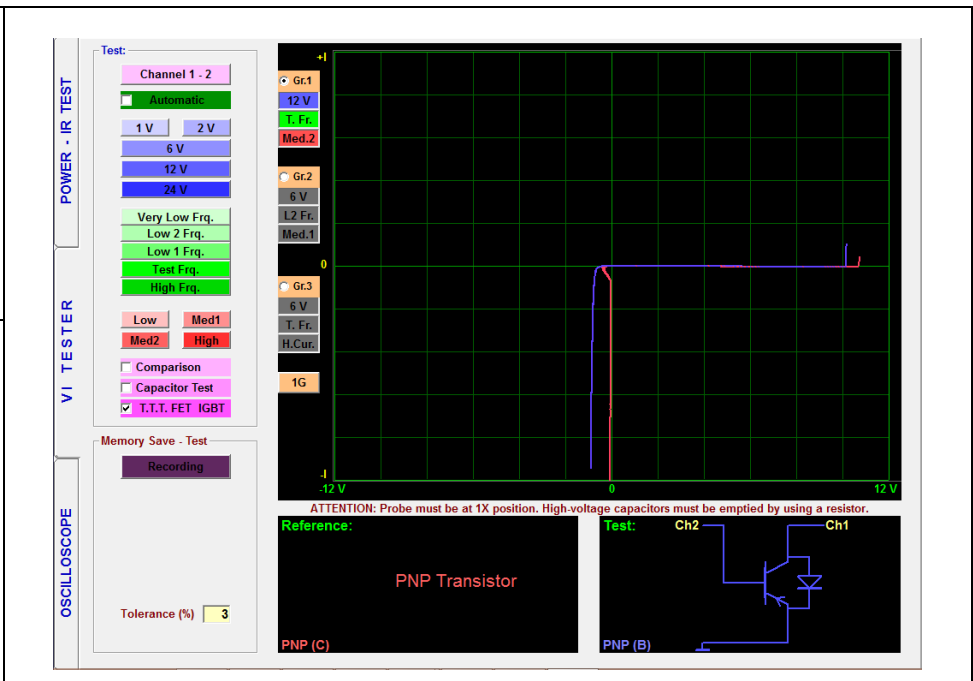 POWER - IR TEST
VI TESTER
OSCILLOSCOPE
Test:
Channel 1 - 2
Automatic
1 V
2 V
6 V
12 V
24 V
Very Low Frq.
Low 2 Frq.
Low 1 Frq.
Test Frq.
High Frq.
Low
Med1
Med2
High
Comparison
Capacitor Test
T.T.T. FET IGBT
Memory Save - Test
Recording
Tolerance (%) 3
Gr.1
12 V
T. Fr.
Med.2
Gr.2
6 V
L2 Fr.
Med.1
Gr.3
6 V
T. Fr.
H.Cur.
1G
+I
0
-I
-12 V
0
12 V
ATTENTION: Probe must be at 1X position. High-voltage capacitors must be emptied by using a resistor.
Reference:
PNP Transistor
PNP (C)
Test:
Ch2
Ch1
PNP (B)